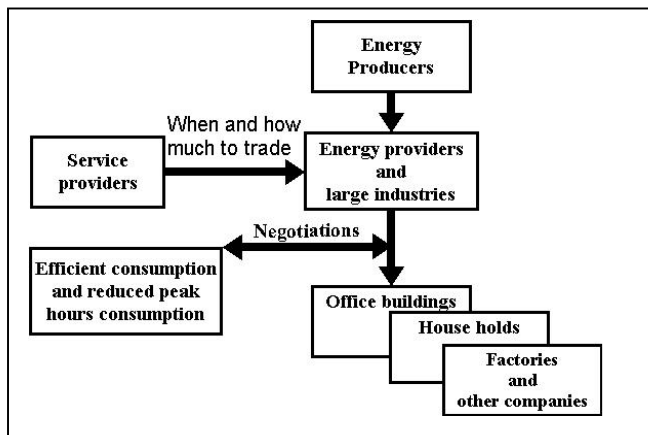 Energy
Producers
When and how
much to trade
Service
providers
Energy providers
and
large industries
Negotiations
Efficient consumption
and reduced peak
hours consumption
Office buildings
House holds
Factories
and
other companies